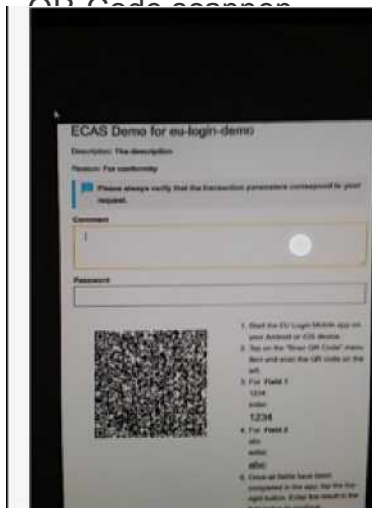 QR-Code scannen
ECAS Demo for eu-login-demo
Description: The description
Reason: For conformity
Please always verify that the transaction parameters correspond to your
request.
Comment
Password
1. Start the EU Login Mobile app on
your Android or iOS device.
2. Tap on the "Scan QR Code" menu
item and scan the QR code on the
left.
3. For Field 1
1234
enter:
1234
4. For Field 2
abc
enter:
abc
5. Once all fields have been
completed in the app, tap the top-
right button. Enter the result in the